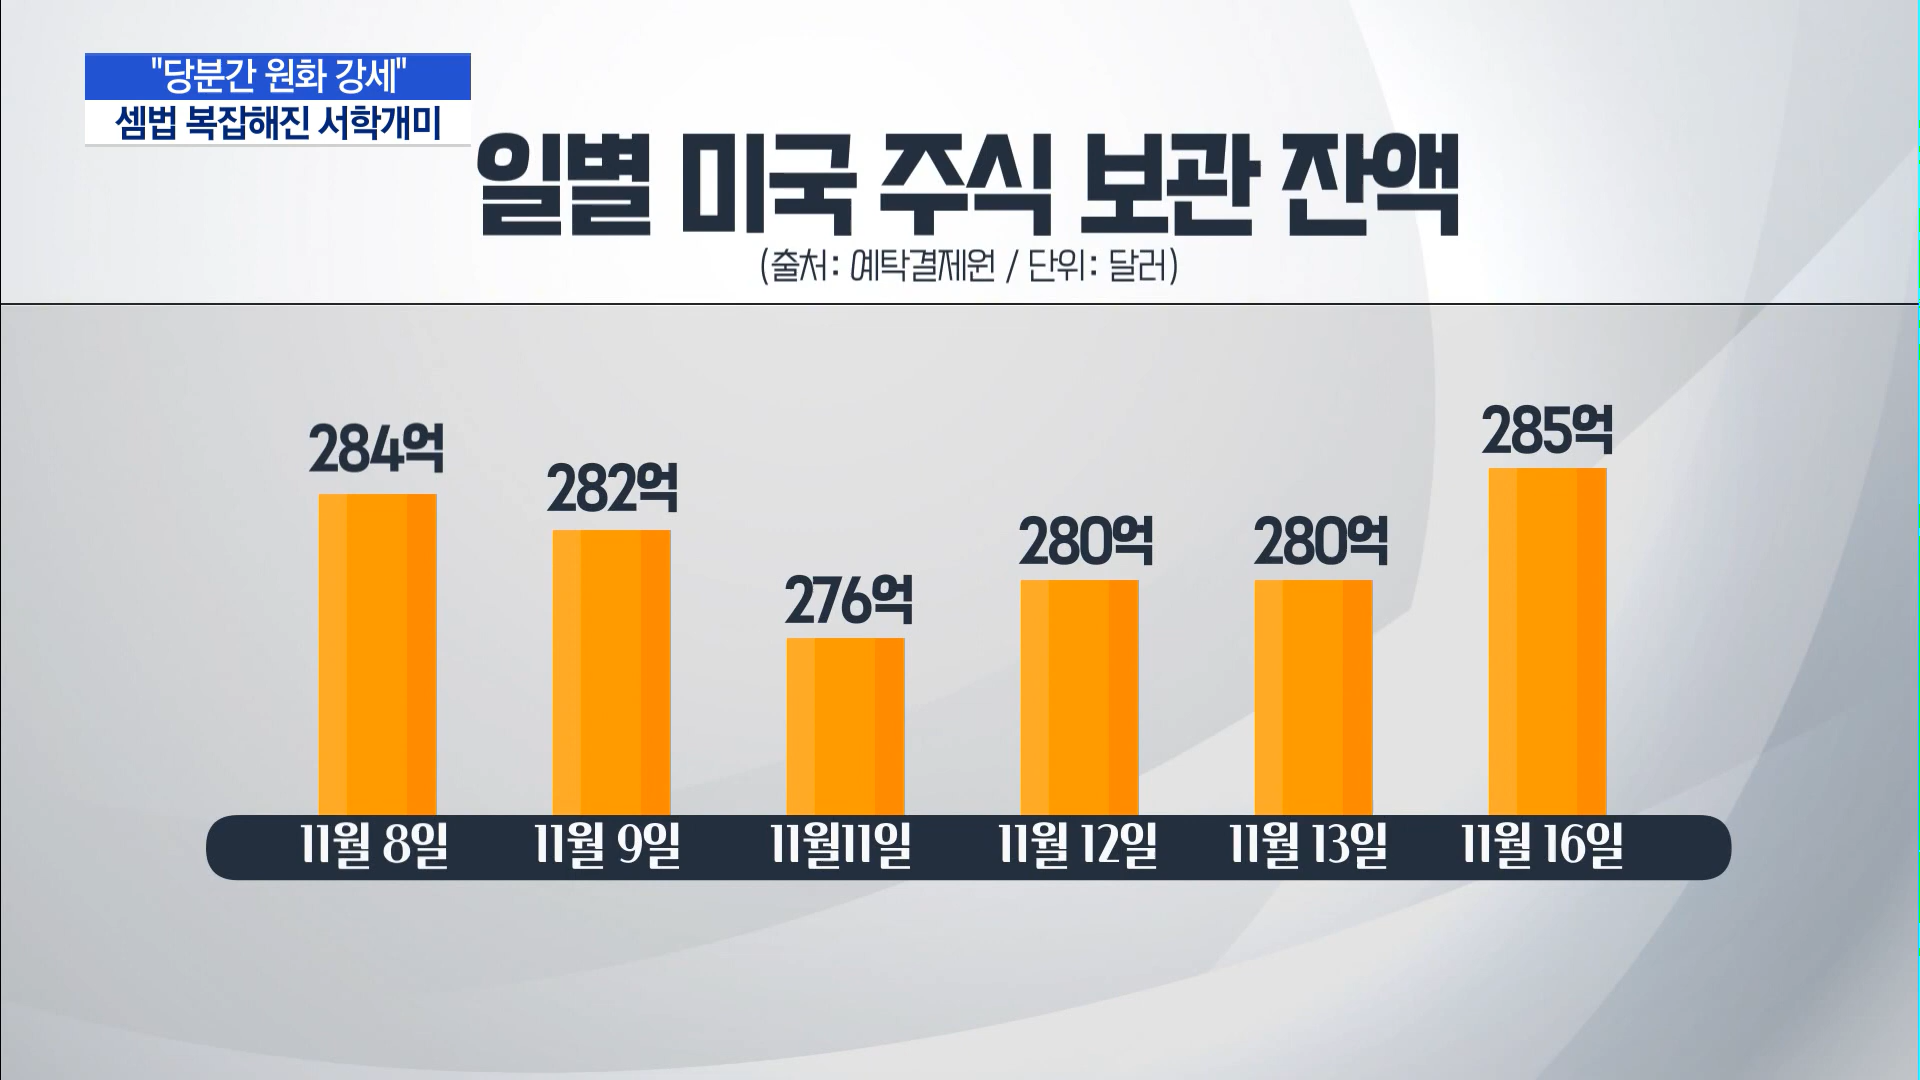 "당분간 원화 강세"
셈법 복잡해진 서학개미
일별 미국 주식 보관 잔액
(출처: 예탁결제원 / 단위: 달러)
284억
282억
276억
280억
280억
285억
11월 8일
11월 9일
11월11일
11월 12일
11월 13일
11월 16일